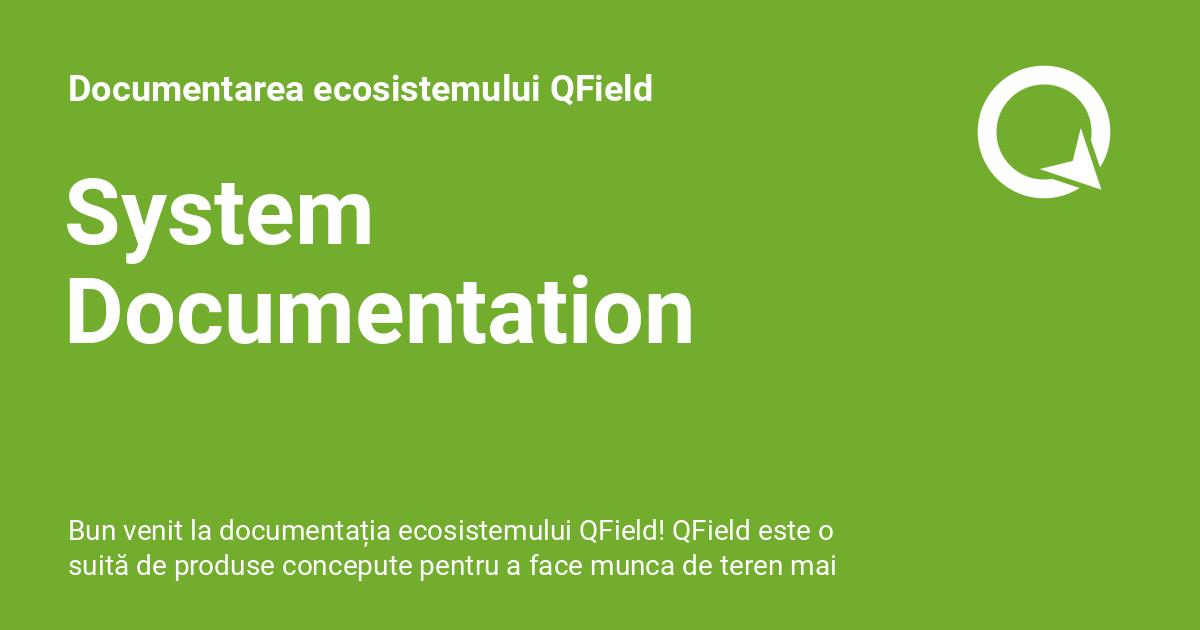 Documentarea ecosistemului QField
System
Documentation
Bun venit la documentația ecosistemului QField! QField este o
suită de produse concepute pentru a face munca de teren mai